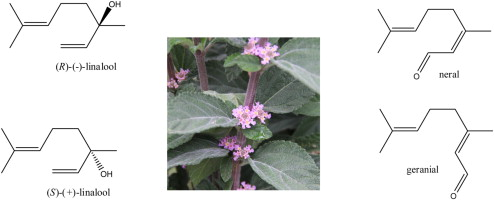 OH
(R)-(-)-linalool
OH
(S)-(+)-linalool
O
neral
geranial
O